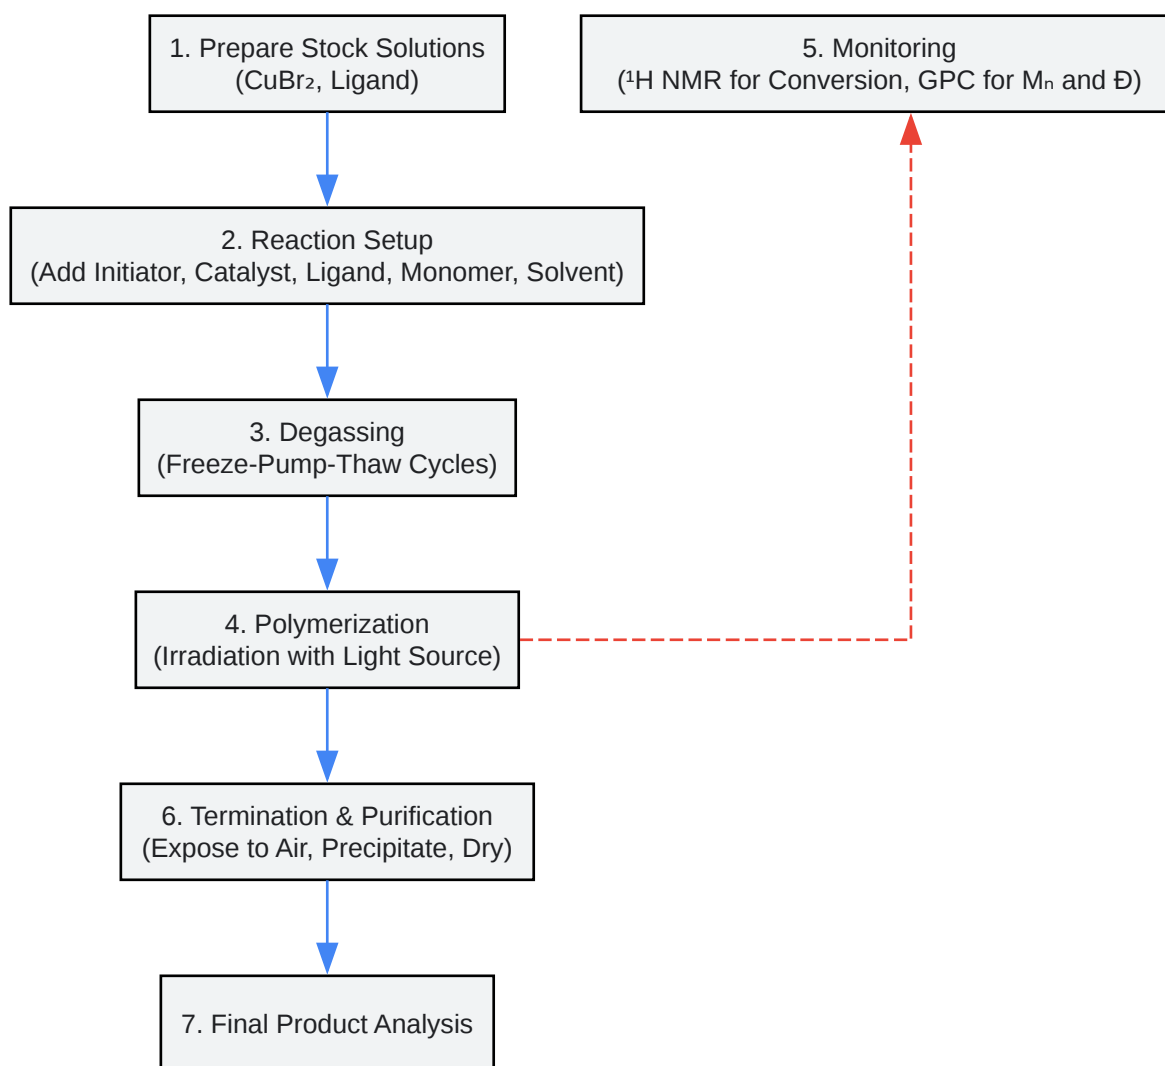 1. Prepare Stock Solutions
(CuBr₂, Ligand)
5. Monitoring
(¹H NMR for Conversion, GPC for Mₙ and Đ)
2. Reaction Setup
(Add Initiator, Catalyst, Ligand, Monomer, Solvent)
3. Degassing
(Freeze-Pump-Thaw Cycles)
4. Polymerization
(Irradiation with Light Source)
6. Termination & Purification
(Expose to Air, Precipitate, Dry)
7. Final Product Analysis